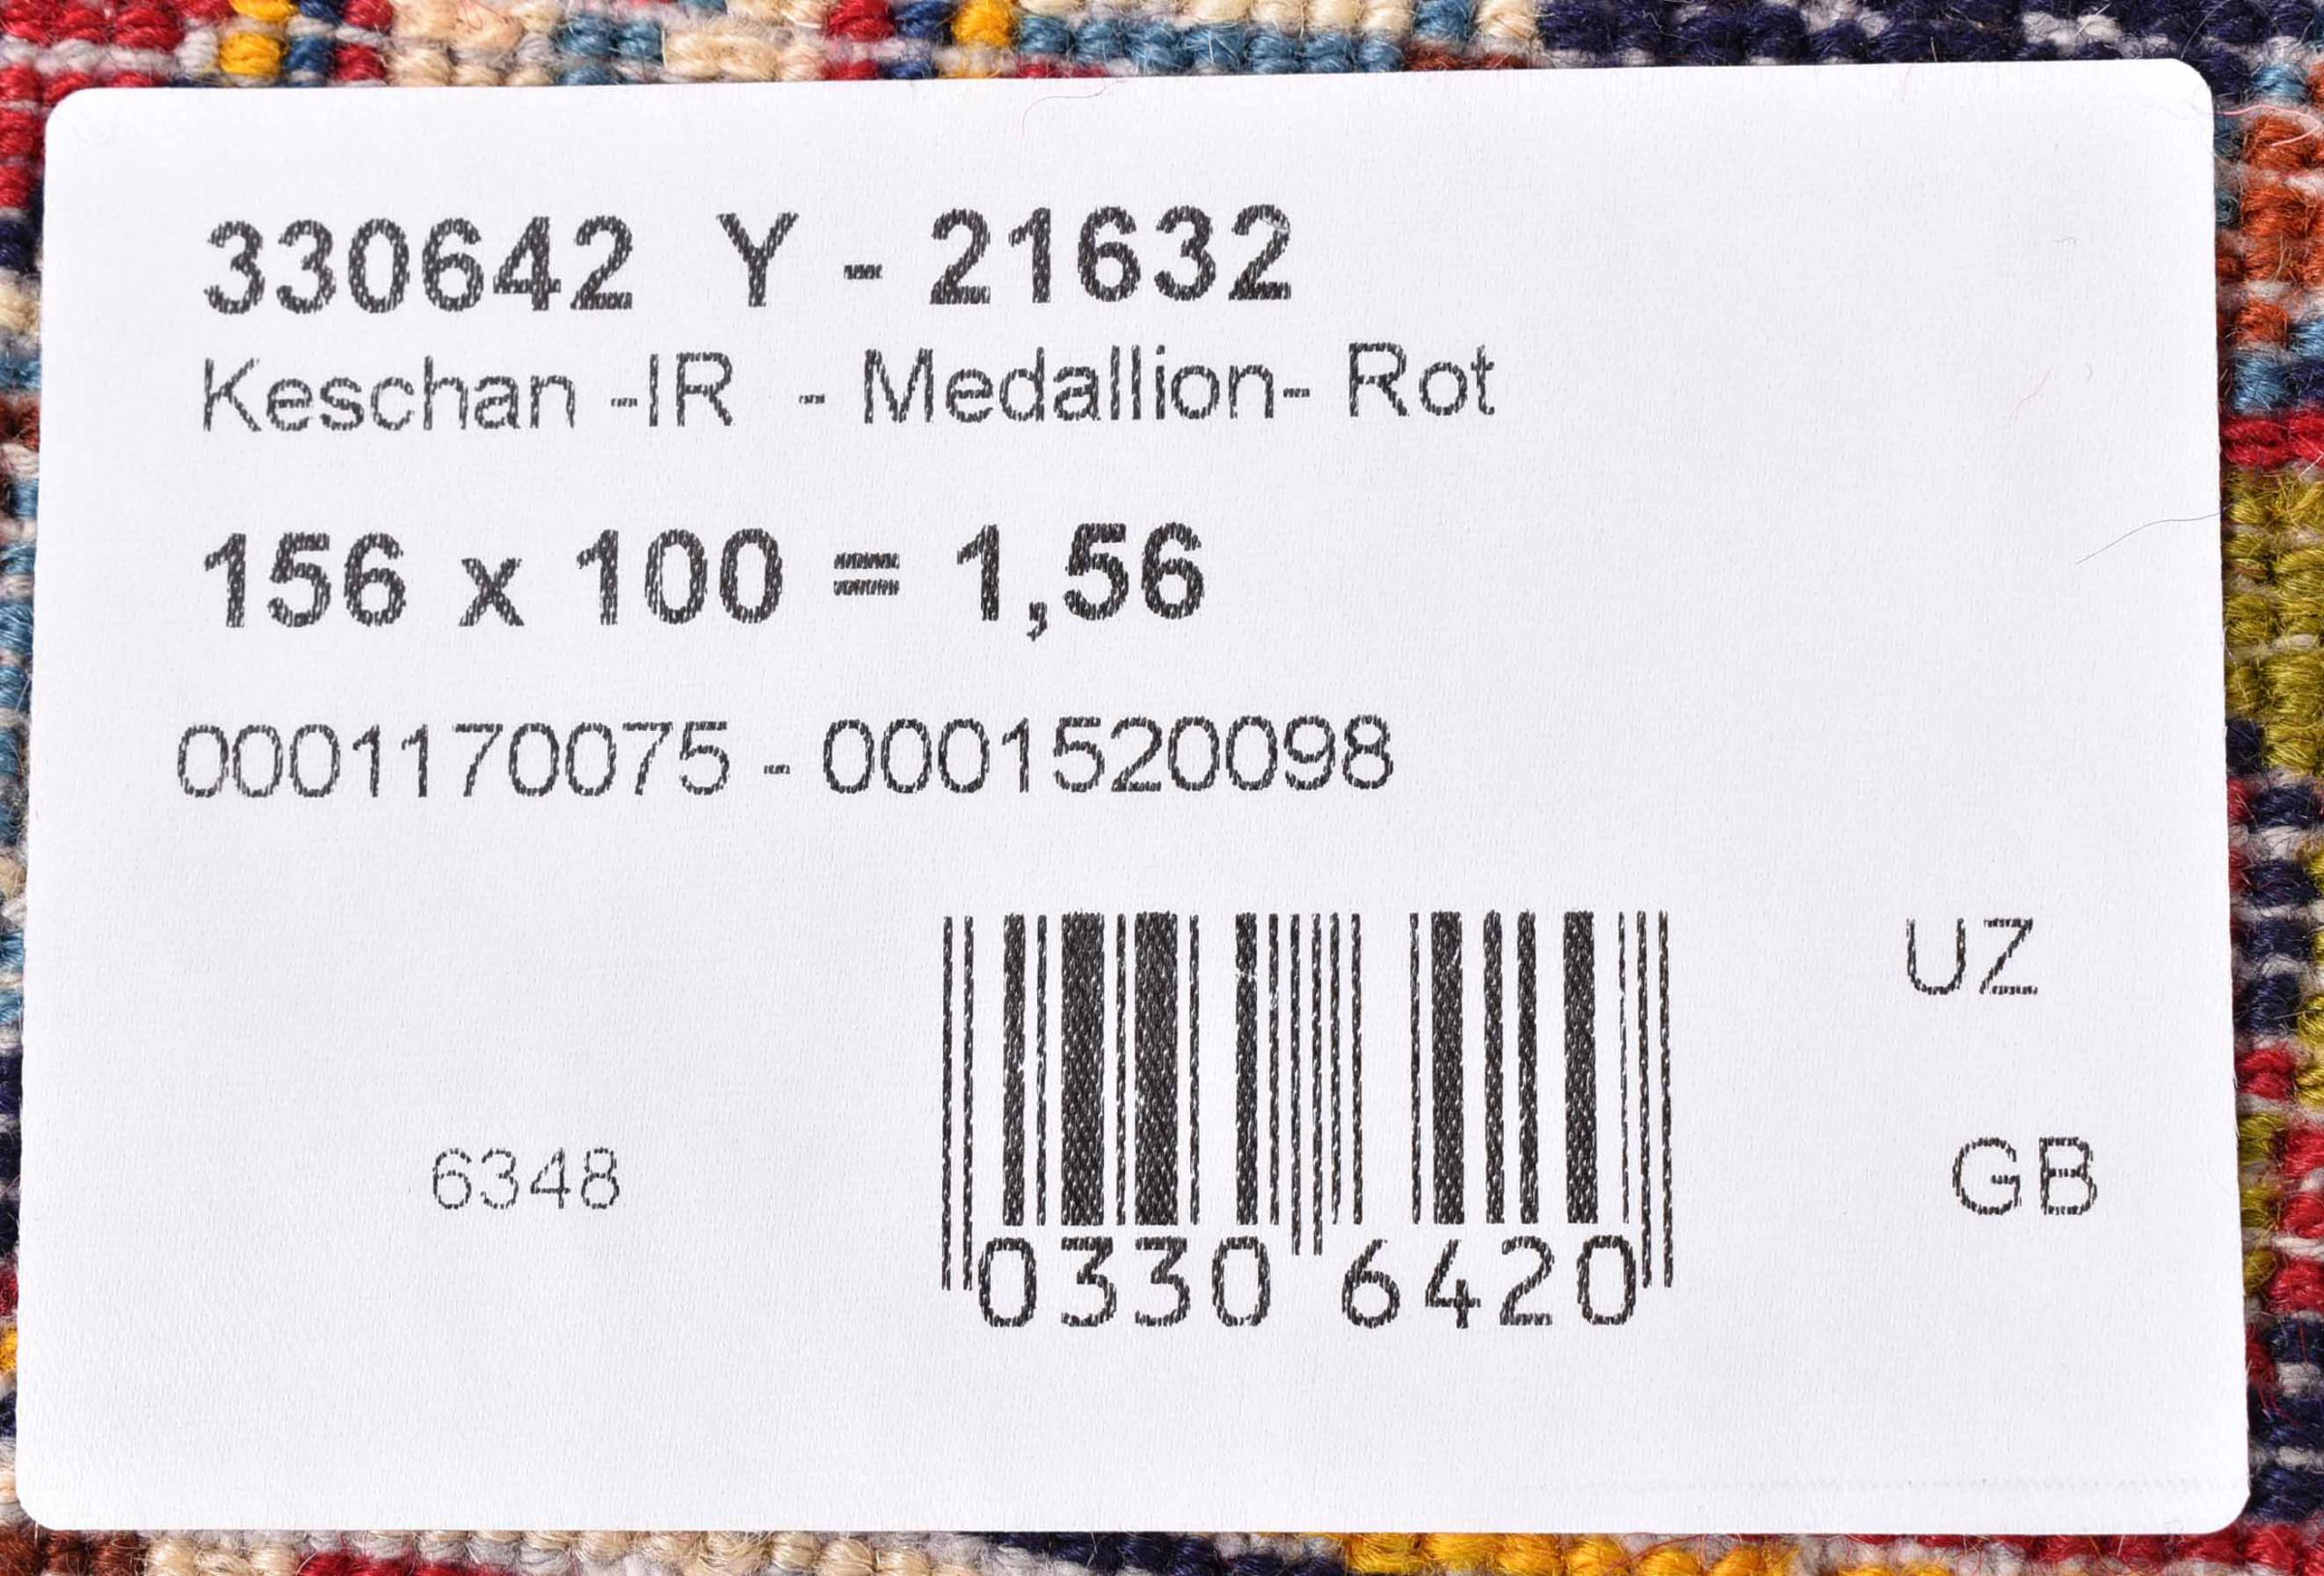 330642 Y - 21632
Keschan -IR - Medallion- Rot
156 x 100 = 1,56
0001170075 - 0001520098
UZ
6348
GB
0330 6420